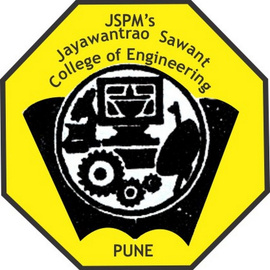 JSPM's
Jayawantrao Sawant
College of Engineering
PUNE